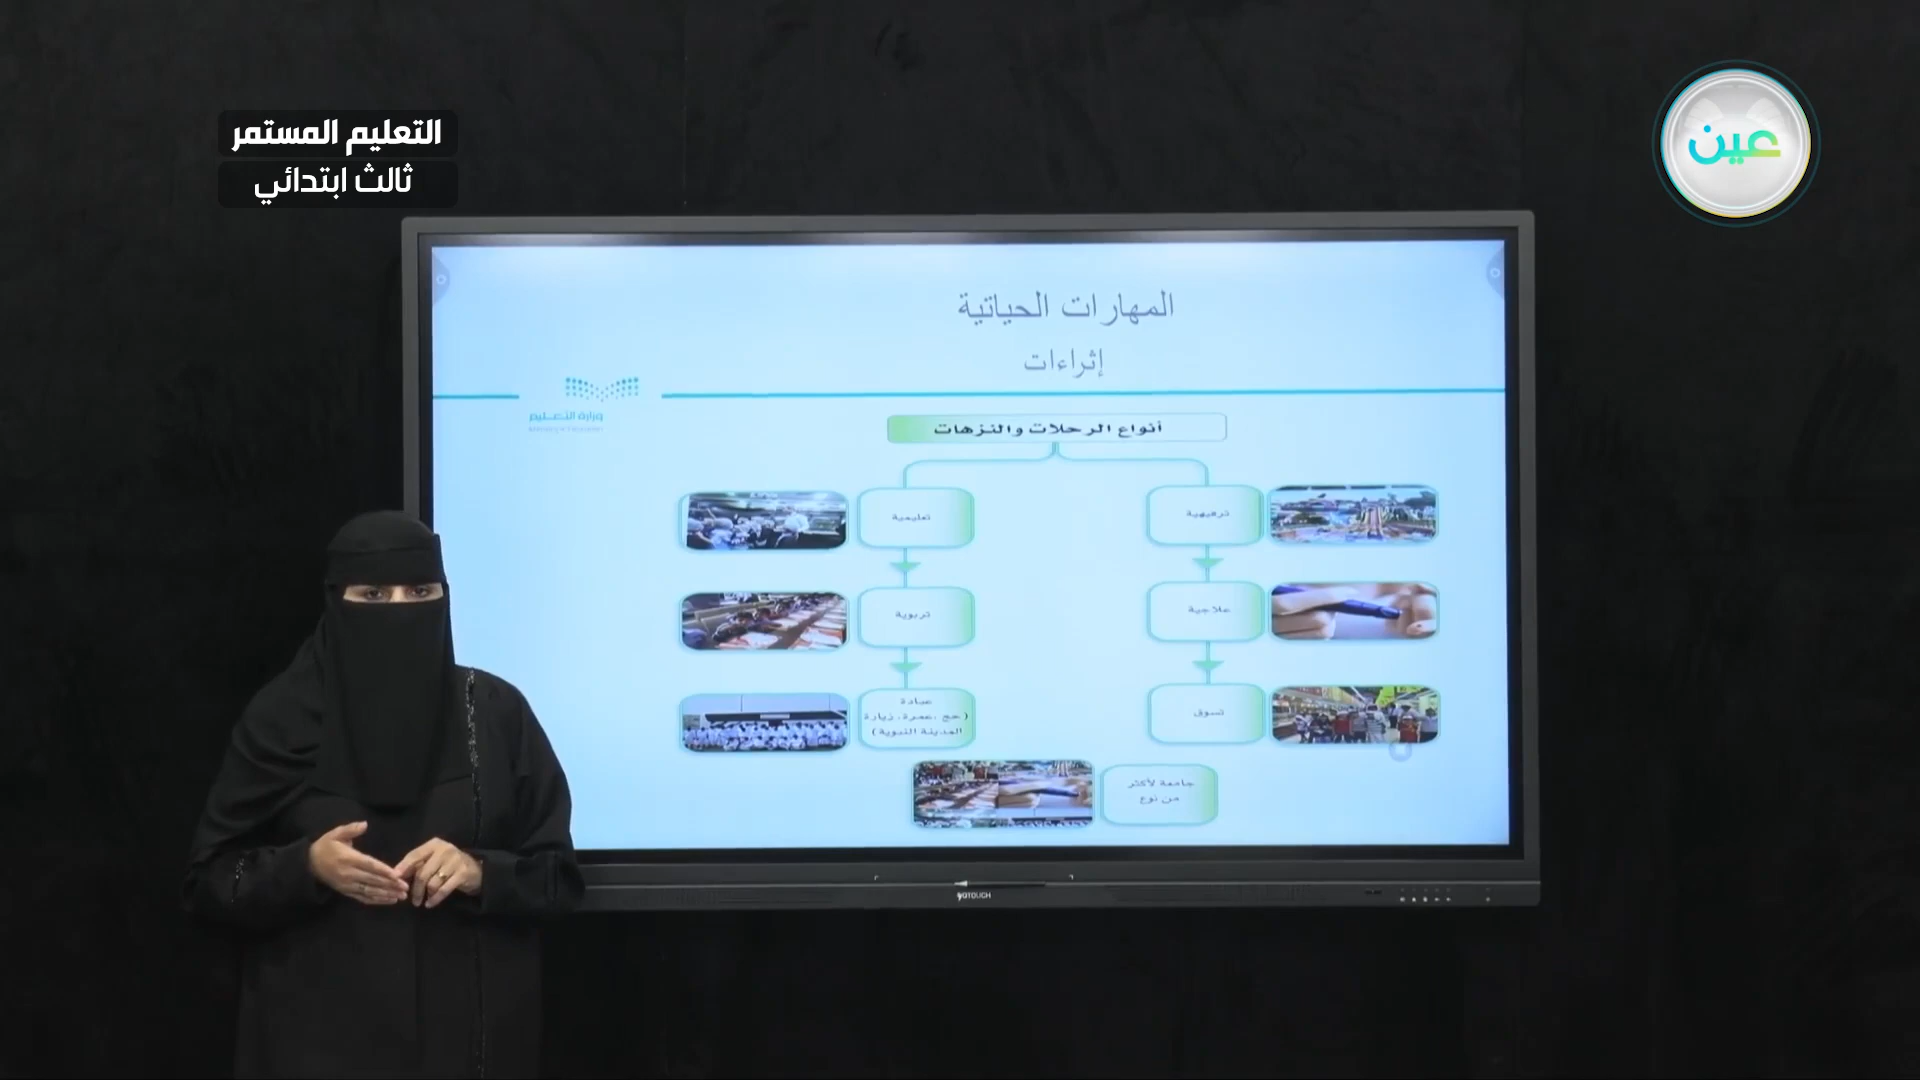 التعليم المستمر
ثالث ابتدائي
عين
المهارات الحياتية
إثراءات
وزارة التعليم
أنواع الرحلات والنزهات
ترفيهية
تعليمية
علاجية
تربوية
تسوق
عبادة
(حج ،عمرة، زيارة
المدينة النبوية)
جامعة لأكثر
من نوع